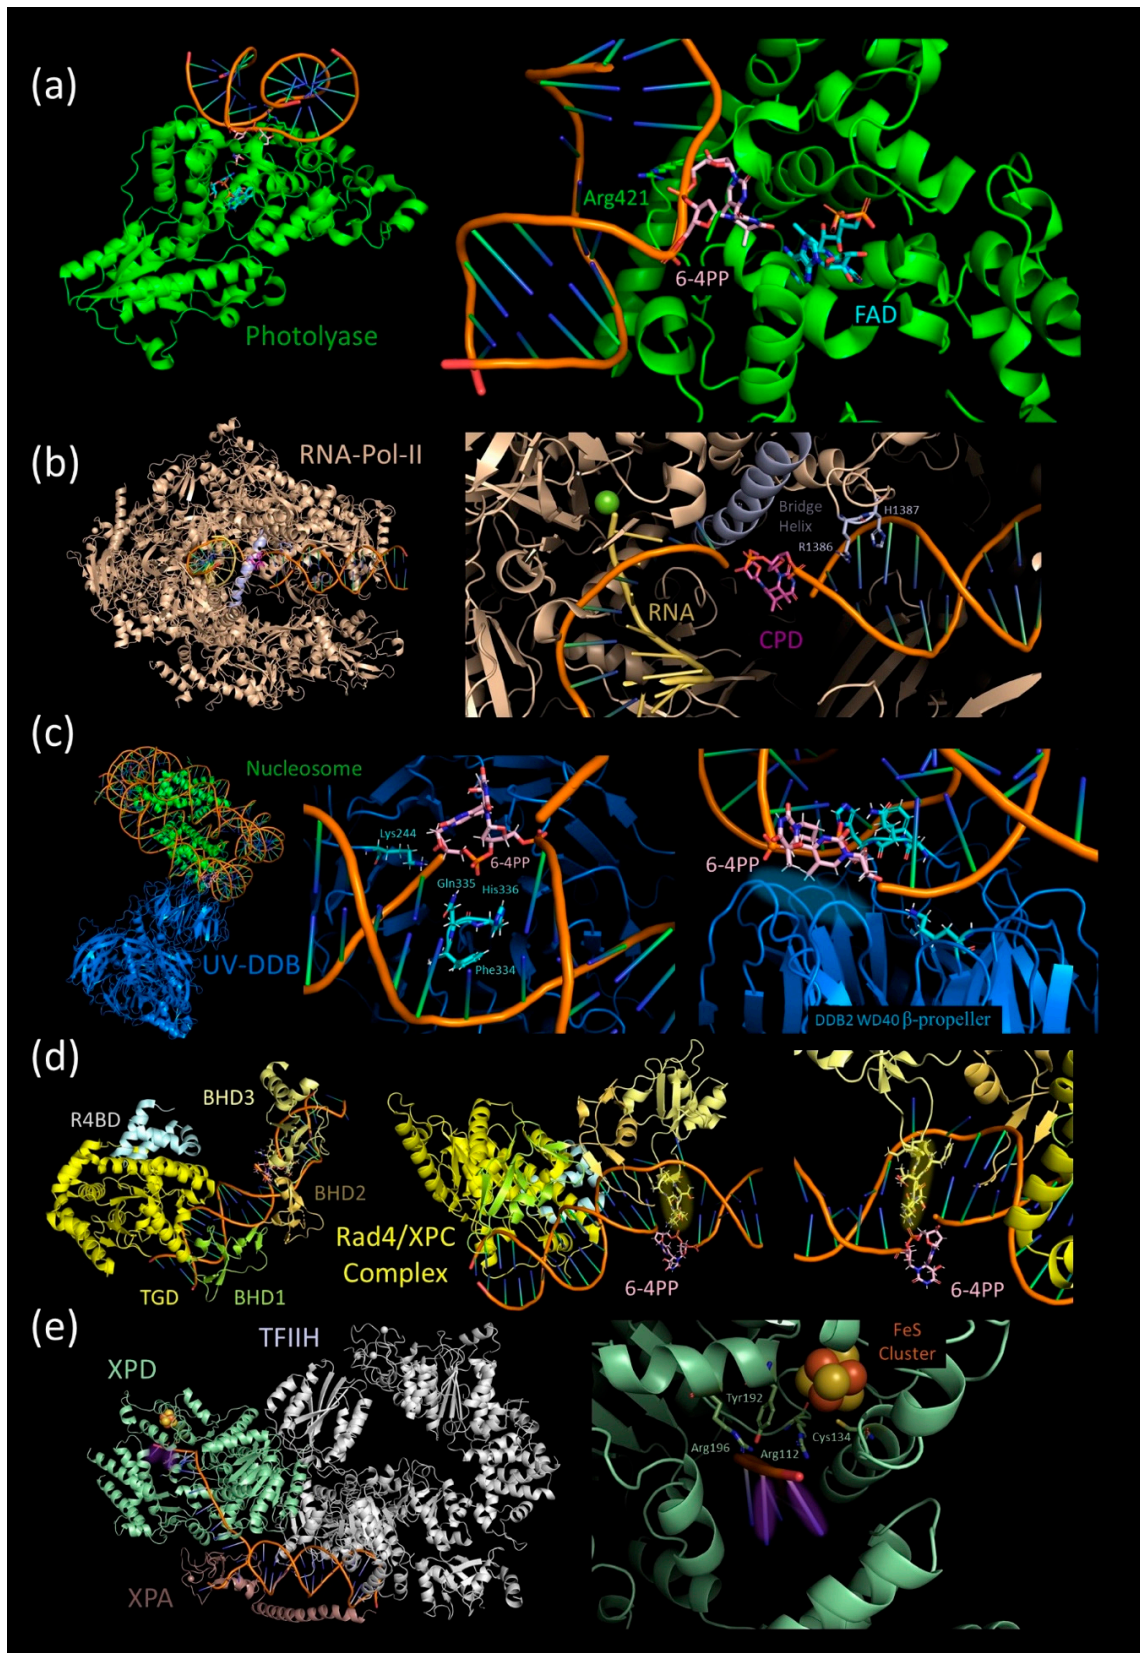 (a)
Photolyase
Arg421
6-4PP
FAD
(b)
RNA-Pol-II
Bridge
Helix
H1387
R1386
RNA
CPD
(c)
Nucleosome
UV-DDB
Lys244
6-4PP
Gln335
His336
Phe334
6-4PP
DDB2 WD40 β-propeller
(d)
R4BD
BHD3
BHD2
TGD
BHD1
Rad4/XPC
Complex
6-4PP
6-4PP
(e)
TFIIH
XPD
XPA
FeS
Cluster
Tyr192
Arg196
Arg112
Cys134